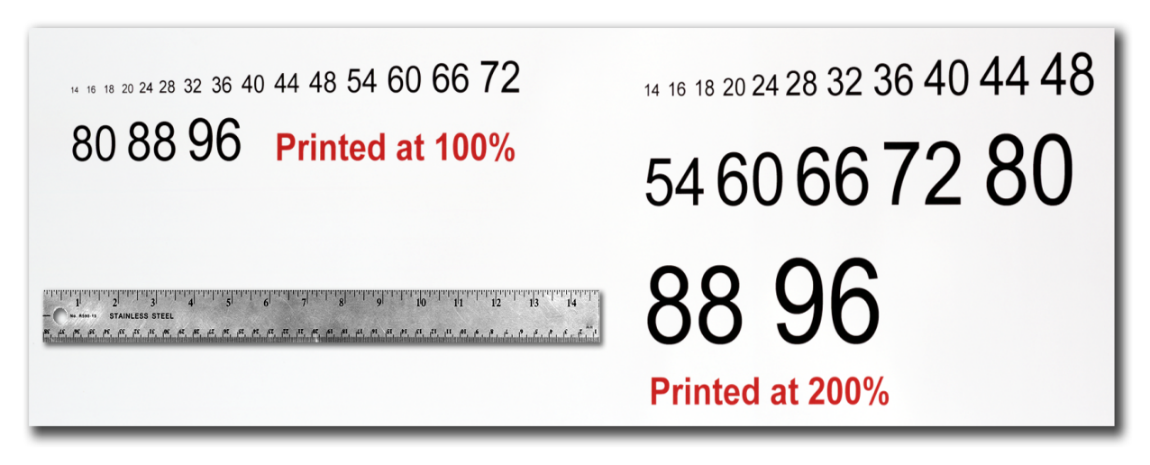 14 16 18 20 24 28 32 36 40 44 48 54 60 66 72
80 88 96 Printed at 100%
1 2 3 4 5 6 7 8 9 10 11 12 13 14
STAINLESS STEEL
14 16 18 20 24 28 32 36 40 44 48
54 60 66 72 80
88 96
Printed at 200%